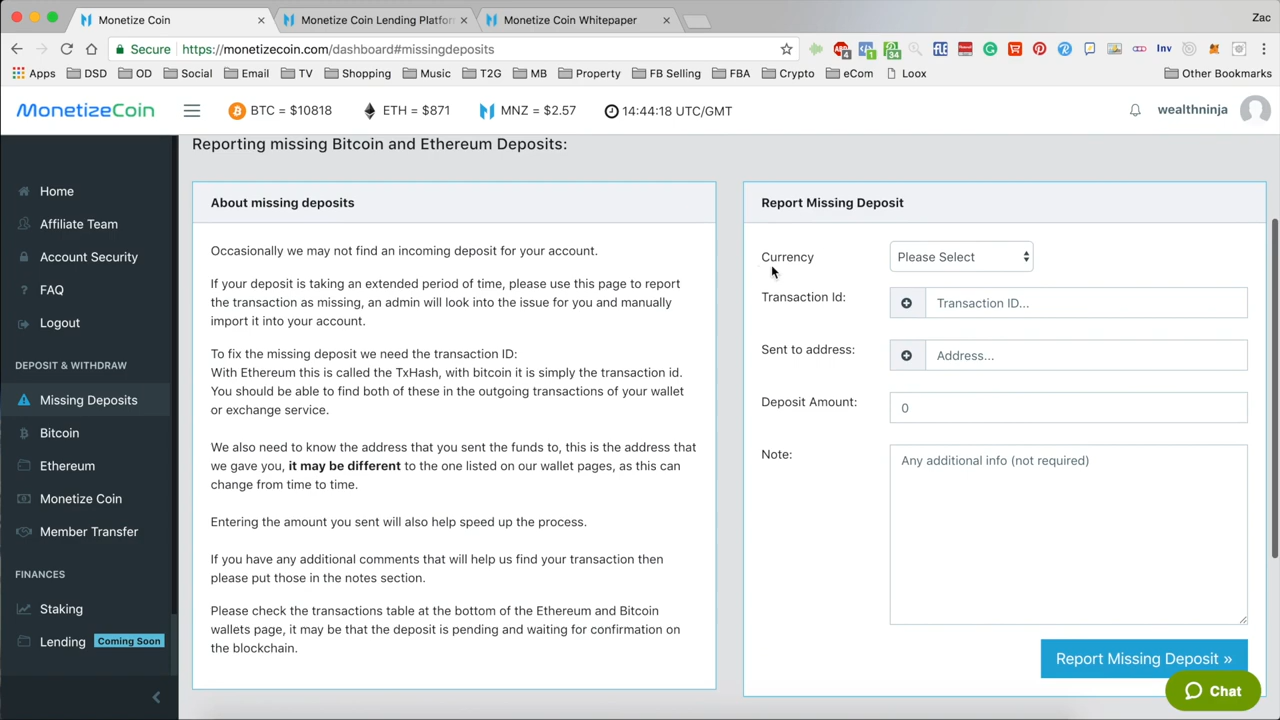 Monetize Coin
Monetize Coin Lending Platfor
Monetize Coin Whitepaper
Zac
Secure
https://monetizecoin.com/dashboard#missingdeposits
4
1
34
Inv
Apps
DSD
OD
Social
Email
TV
Shopping
Music
T2G
MB
Property
FB Selling
FBA
Crypto
eCom
Loox
Other Bookmarks
MonetizeCoin
BTC = $10818
ETH = $871
MNZ = $2.57
14:44:18 UTC/GMT
wealthninja
Home
Affiliate Team
Account Security
FAQ
Logout
DEPOSIT & WITHDRAW
Missing Deposits
Bitcoin
Ethereum
Monetize Coin
Member Transfer
FINANCES
Staking
Lending Coming Soon
Reporting missing Bitcoin and Ethereum Deposits:
About missing deposits
Occasionally we may not find an incoming deposit for your account.
If your deposit is taking an extended period of time, please use this page to report
the transaction as missing, an admin will look into the issue for you and manually
import it into your account.
To fix the missing deposit we need the transaction ID:
With Ethereum this is called the TxHash, with bitcoin it is simply the transaction id.
You should be able to find both of these in the outgoing transactions of your wallet
or exchange service.
We also need to know the address that you sent the funds to, this is the address that
we gave you, it may be different to the one listed on our wallet pages, as this can
change from time to time.
Entering the amount you sent will also help speed up the process.
If you have any additional comments that will help us find your transaction then
please put those in the notes section.
Please check the transactions table at the bottom of the Ethereum and Bitcoin
wallets page, it may be that the deposit is pending and waiting for confirmation on
the blockchain.
Report Missing Deposit
Currency
Please Select
Transaction Id:
Transaction ID...
Sent to address:
Address...
Deposit Amount:
0
Note:
Any additional info (not required)
Report Missing Deposit »
Chat